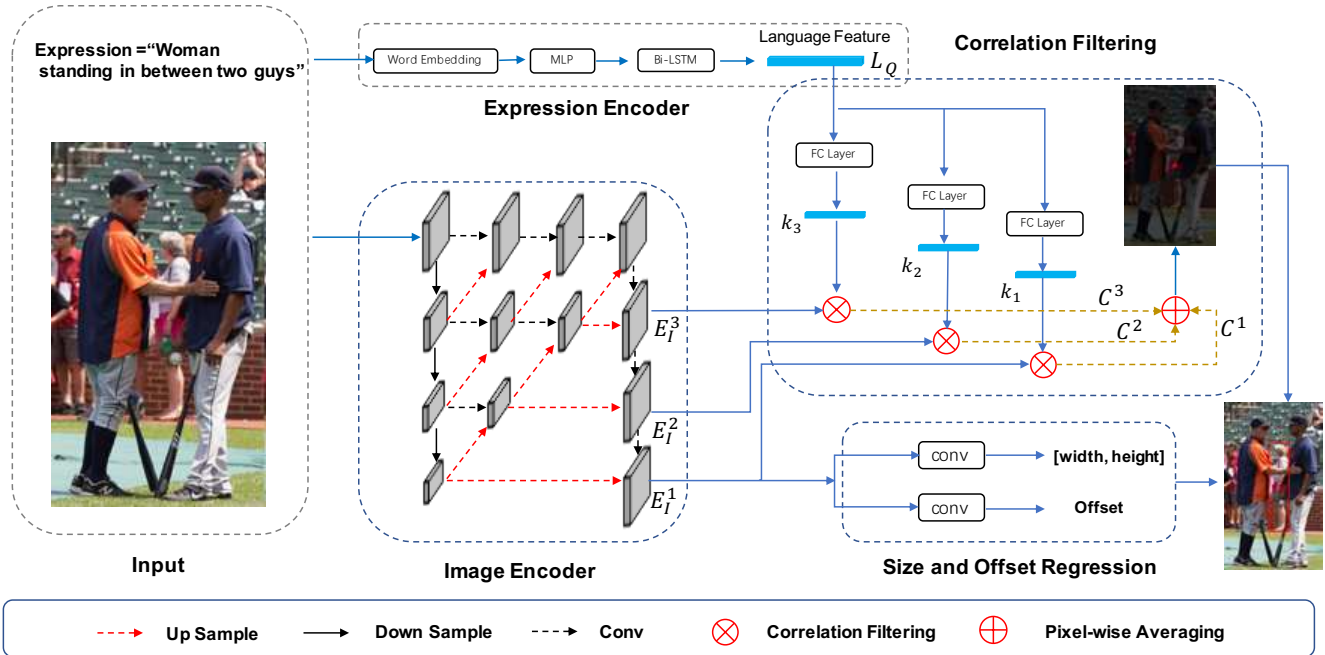 Expression ="Woman
standing in between two guys"
Input
Word Embedding
MLP
Bi-LSTM
Language Feature
L_Q
Expression Encoder
Correlation Filtering
FC Layer
FC Layer
FC Layer
k_3
k_2
k_1
C^3
C^2
C^1
E_I^3
E_I^2
E_I^1
Image Encoder
conv
[width, height]
conv
Offset
Size and Offset Regression
Up Sample
Down Sample
Conv
Correlation Filtering
Pixel-wise Averaging